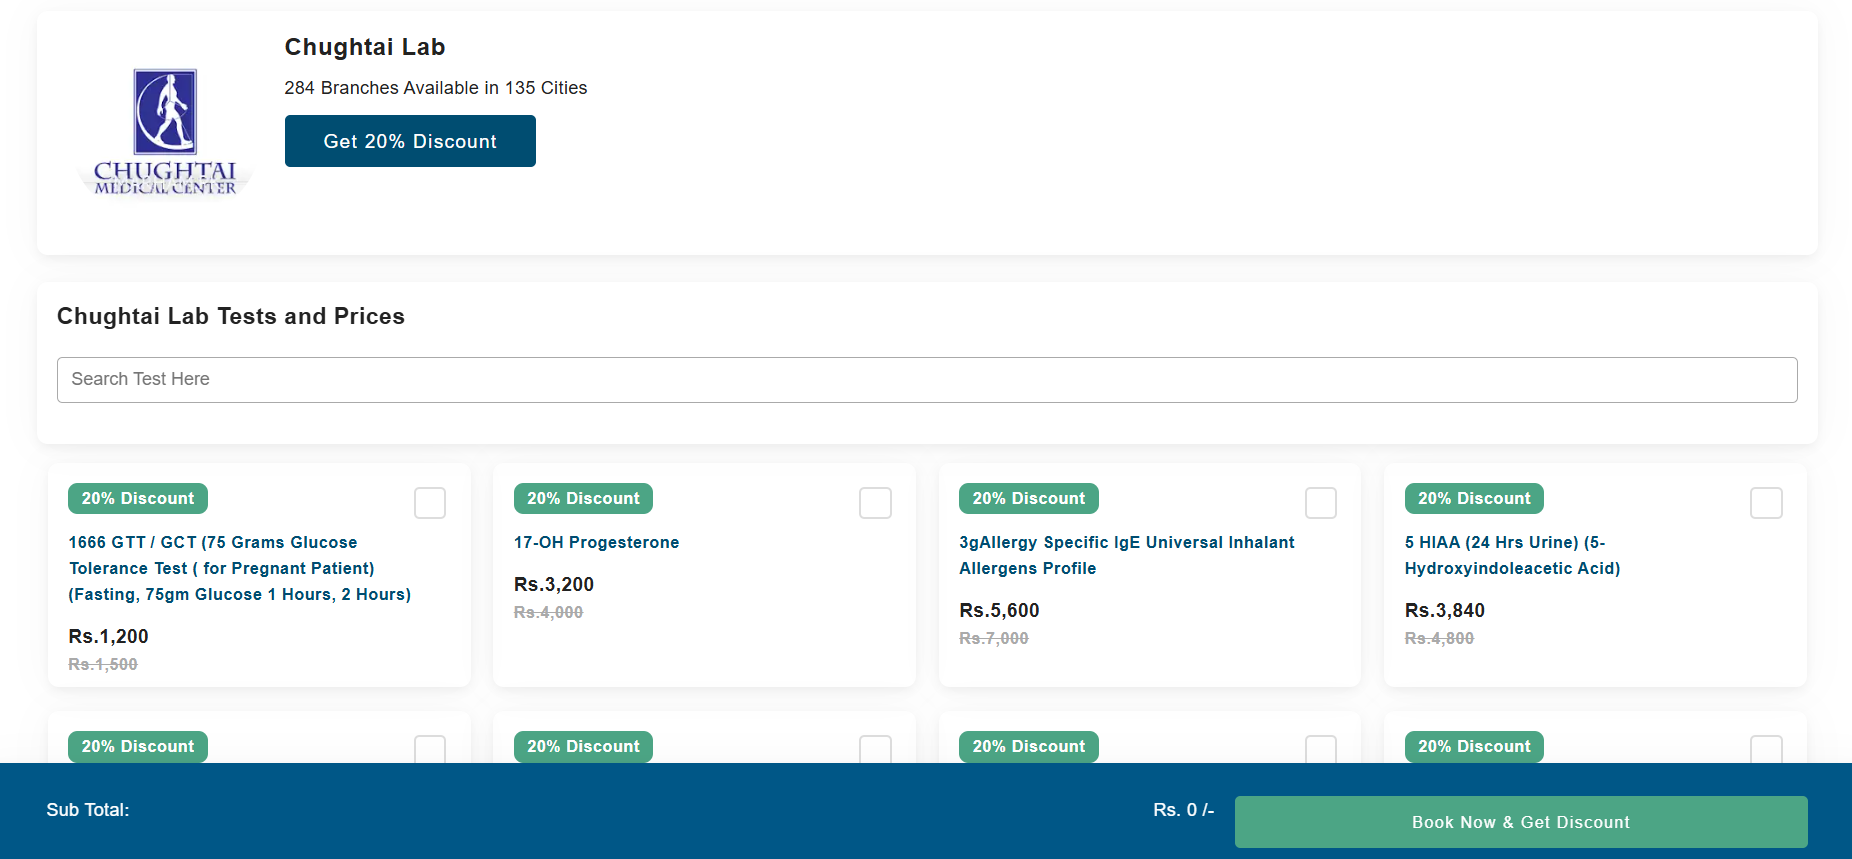 Chughtai Lab
284 Branches Available in 135 Cities
Get 20% Discount
CHUGHTAI
MEDICAL CENTER
Chughtai Lab Tests and Prices
Search Test Here
20% Discount
1666 GTT / GCT (75 Grams Glucose
Tolerance Test ( for Pregnant Patient)
(Fasting, 75gm Glucose 1 Hours, 2 Hours)
Rs.1,200
Rs.1,500
20% Discount
17-OH Progesterone
Rs.3,200
Rs.4,000
20% Discount
3gAllergy Specific IgE Universal Inhalant
Allergens Profile
Rs.5,600
Rs.7,000
20% Discount
5 HIAA (24 Hrs Urine) (5-
Hydroxyindoleacetic Acid)
Rs.3,840
Rs.4,800
20% Discount
20% Discount
20% Discount
20% Discount
Sub Total:
Rs. 0 /-
Book Now & Get Discount